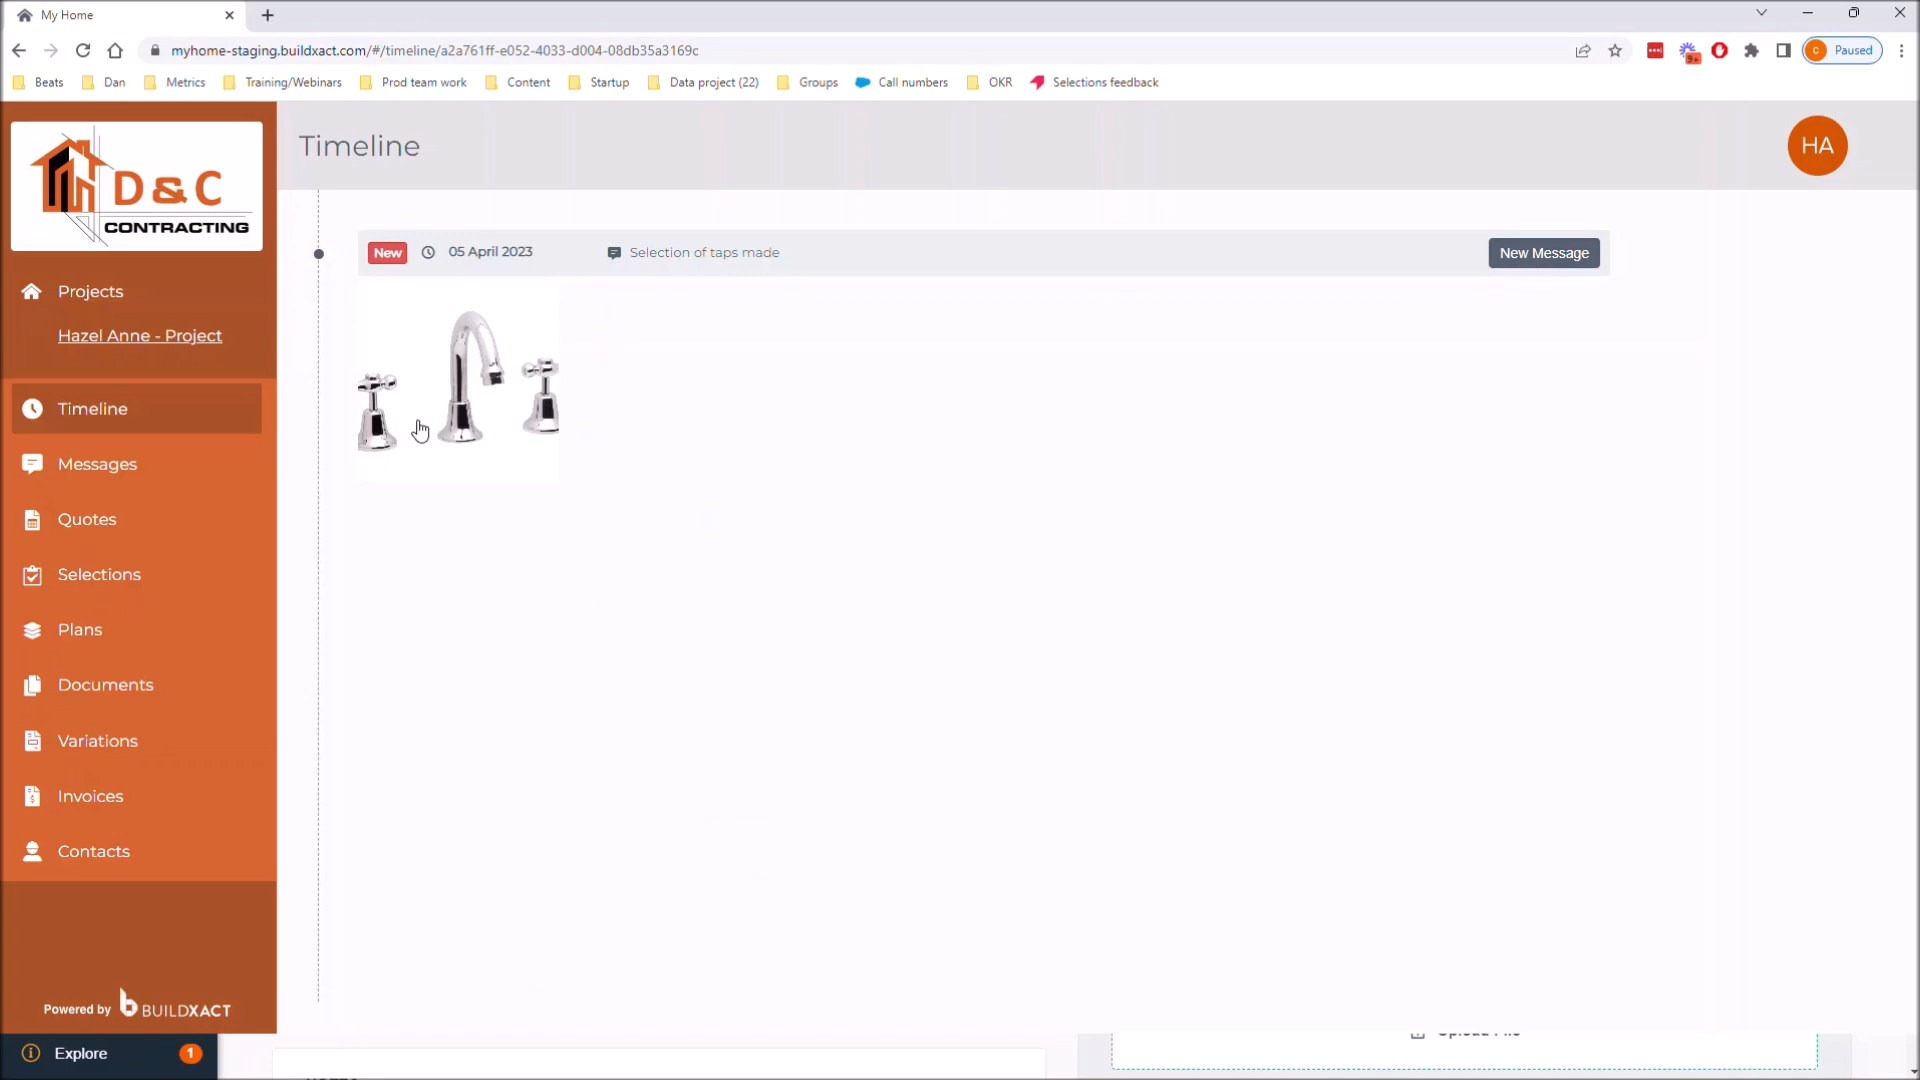 My Home
myhome-staging.buildxact.com/#/timeline/a2a761ff-e052-4033-d004-08db35a3169c
9+
C Paused
Beats Dan Metrics Training/Webinars Prod team work Content Startup Data project (22) Groups Call numbers OKR Selections feedback
D & C
CONTRACTING
Timeline
HA
New 05 April 2023 Selection of taps made New Message
Projects
Hazel Anne - Project
Timeline
Messages
Quotes
Selections
Plans
Documents
Variations
Invoices
Contacts
Powered by BUILDXACT
Explore 1